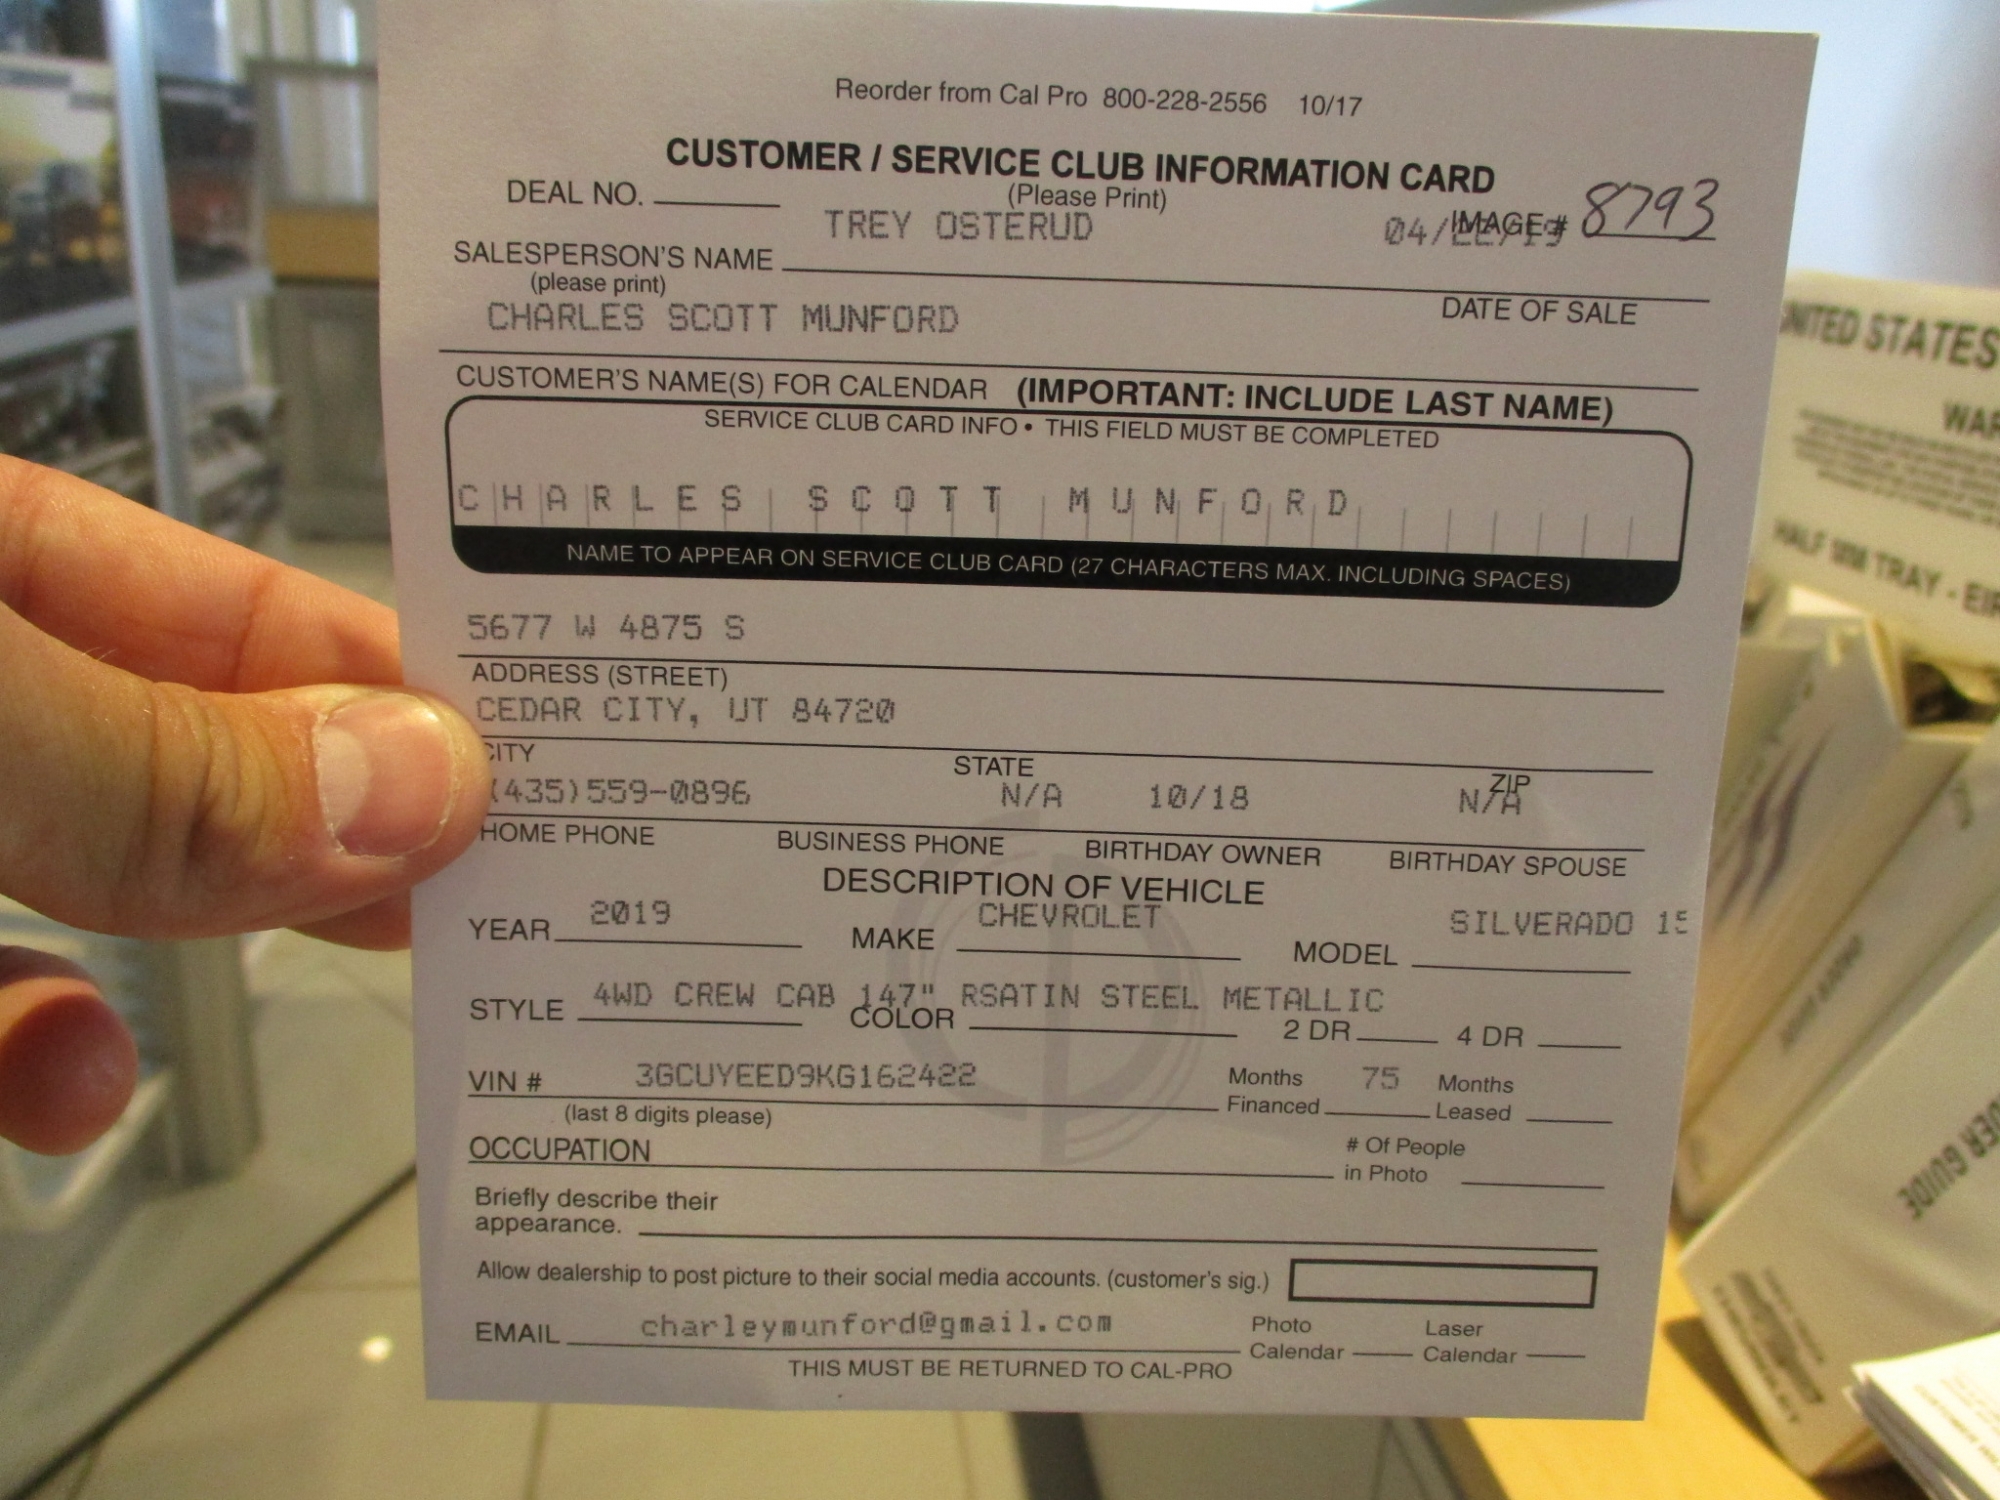 Reorder from Cal Pro 800-228-2556 10/17
CUSTOMER / SERVICE CLUB INFORMATION CARD
DEAL NO. (Please Print) IMAGE# 8793
TREY OSTERUD 04/22/19
SALESPERSON'S NAME
(please print) DATE OF SALE
CHARLES SCOTT MUNFORD
CUSTOMER'S NAME(S) FOR CALENDAR (IMPORTANT: INCLUDE LAST NAME)
SERVICE CLUB CARD INFO • THIS FIELD MUST BE COMPLETED
CHARLES SCOTT MUNFORD
NAME TO APPEAR ON SERVICE CLUB CARD (27 CHARACTERS MAX. INCLUDING SPACES)
5677 W 4875 S
ADDRESS (STREET)
CEDAR CITY, UT 84720
CITY STATE ZIP
(435)559-0896 N/A 10/18 N/A
HOME PHONE BUSINESS PHONE BIRTHDAY OWNER BIRTHDAY SPOUSE
DESCRIPTION OF VEHICLE
YEAR 2019 MAKE CHEVROLET MODEL SILVERADO 15
STYLE 4WD CREW CAB 147" RSATIN STEEL METALLIC
COLOR 2 DR 4 DR
VIN # 3GCUYEED9KG162422 Months Financed 75 Months Leased
(last 8 digits please)
OCCUPATION # Of People in Photo
Briefly describe their
appearance.
Allow dealership to post picture to their social media accounts. (customer's sig.)
EMAIL charleymunford@gmail.com Photo Calendar Laser Calendar
THIS MUST BE RETURNED TO CAL-PRO
UNITED STATES
HALF MM TRAY -